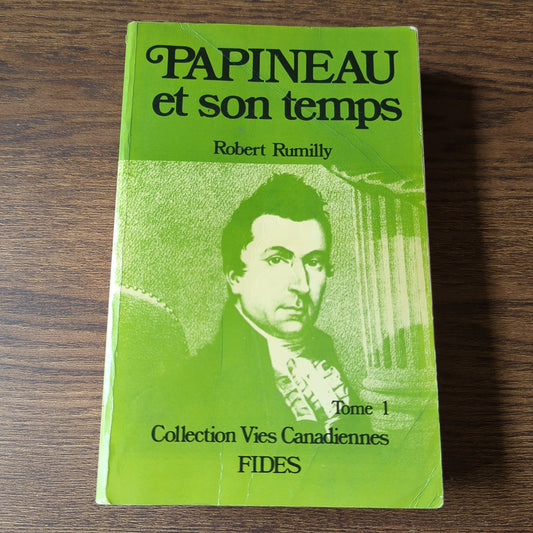 PAPINEAU
et son temps
Robert Rumilly
Tome 1
Collection Vies Canadiennes
FIDES